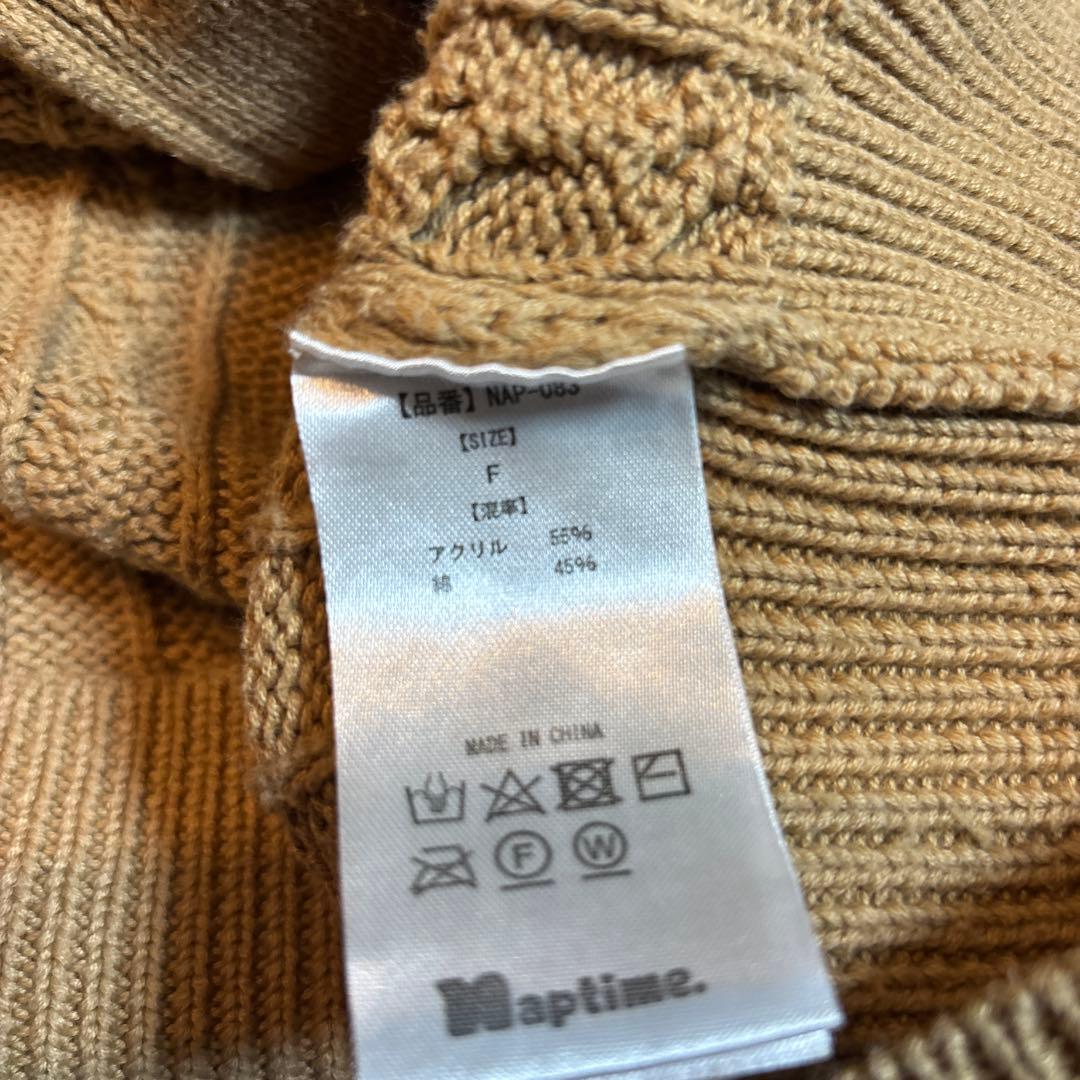 【品番】 NAP-083
【SIZE】
F
【混率】
アクリル 55%
綿 45%
MADE IN CHINA
F W
Naptime.